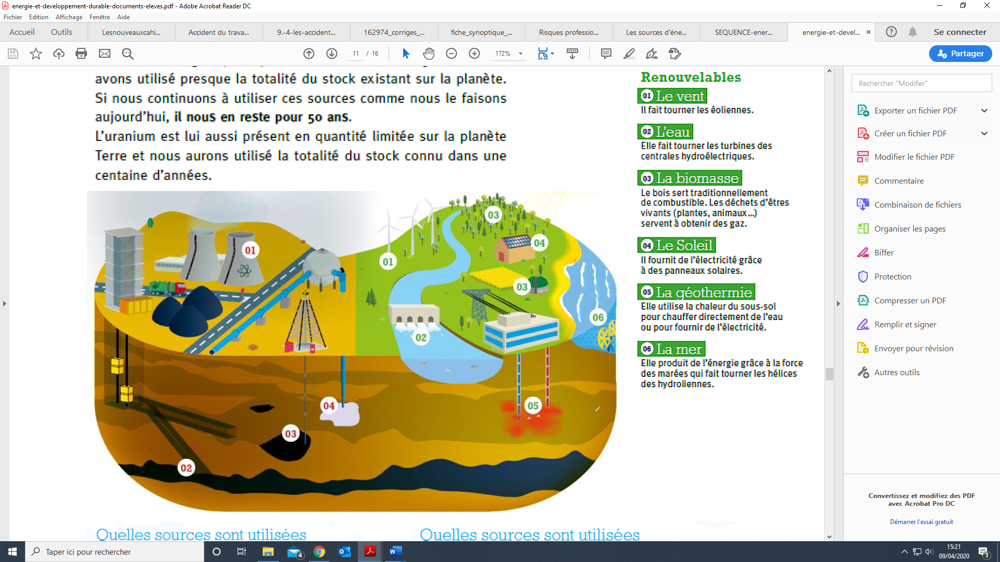 energie-et-developpement-durable-documents-eleves.pdf - Adobe Acrobat Reader DC
Fichier Edition Affichage Fenêtre Aide
Accueil Outils Lesnouveauxcahi... Accident du trava... 9.-4-les-accident... 162974_corriges_... fiche_synoptique_... Risques professio... Les sources d'éne... SEQUENCE-ener... energie-et-devel... Se connecter
11 / 16 172% Partager
avons utilisé presque la totalité du stock existant sur la planète.
Si nous continuons à utiliser ces sources comme nous le faisons
aujourd'hui, il nous en reste pour 50 ans.
L'uranium est lui aussi présent en quantité limitée sur la planète
Terre et nous aurons utilisé la totalité du stock connu dans une
centaine d'années.
01
02
03
04
01
02
03
03
04
05
06
Renouvelables
01 Le vent
Il fait tourner les éoliennes.
02 L'eau
Elle fait tourner les turbines des
centrales hydroélectriques.
03 La biomasse
Le bois sert traditionnellement
de combustible. Les déchets d'êtres
vivants (plantes, animaux...)
servent à obtenir des gaz.
04 Le Soleil
Il fournit de l'électricité grâce
à des panneaux solaires.
05 La géothermie
Elle utilise la chaleur du sous-sol
pour chauffer directement de l'eau
ou pour fournir de l'électricité.
06 La mer
Elle produit de l'énergie grâce à la force
des marées qui fait tourner les hélices
des hydroliennes.
Quelles sources sont utilisées
Quelles sources sont utilisées
Rechercher "Modifier"
Exporter un fichier PDF
Créer un fichier PDF
Modifier le fichier PDF
Commentaire
Combinaison de fichiers
Organiser les pages
Biffer
Protection
Compresser un PDF
Remplir et signer
Envoyer pour révision
Autres outils
Convertissez et modifiez des PDF
avec Acrobat Pro DC
Démarrer l'essai gratuit
Taper ici pour rechercher
4
15:21
09/04/2020
3